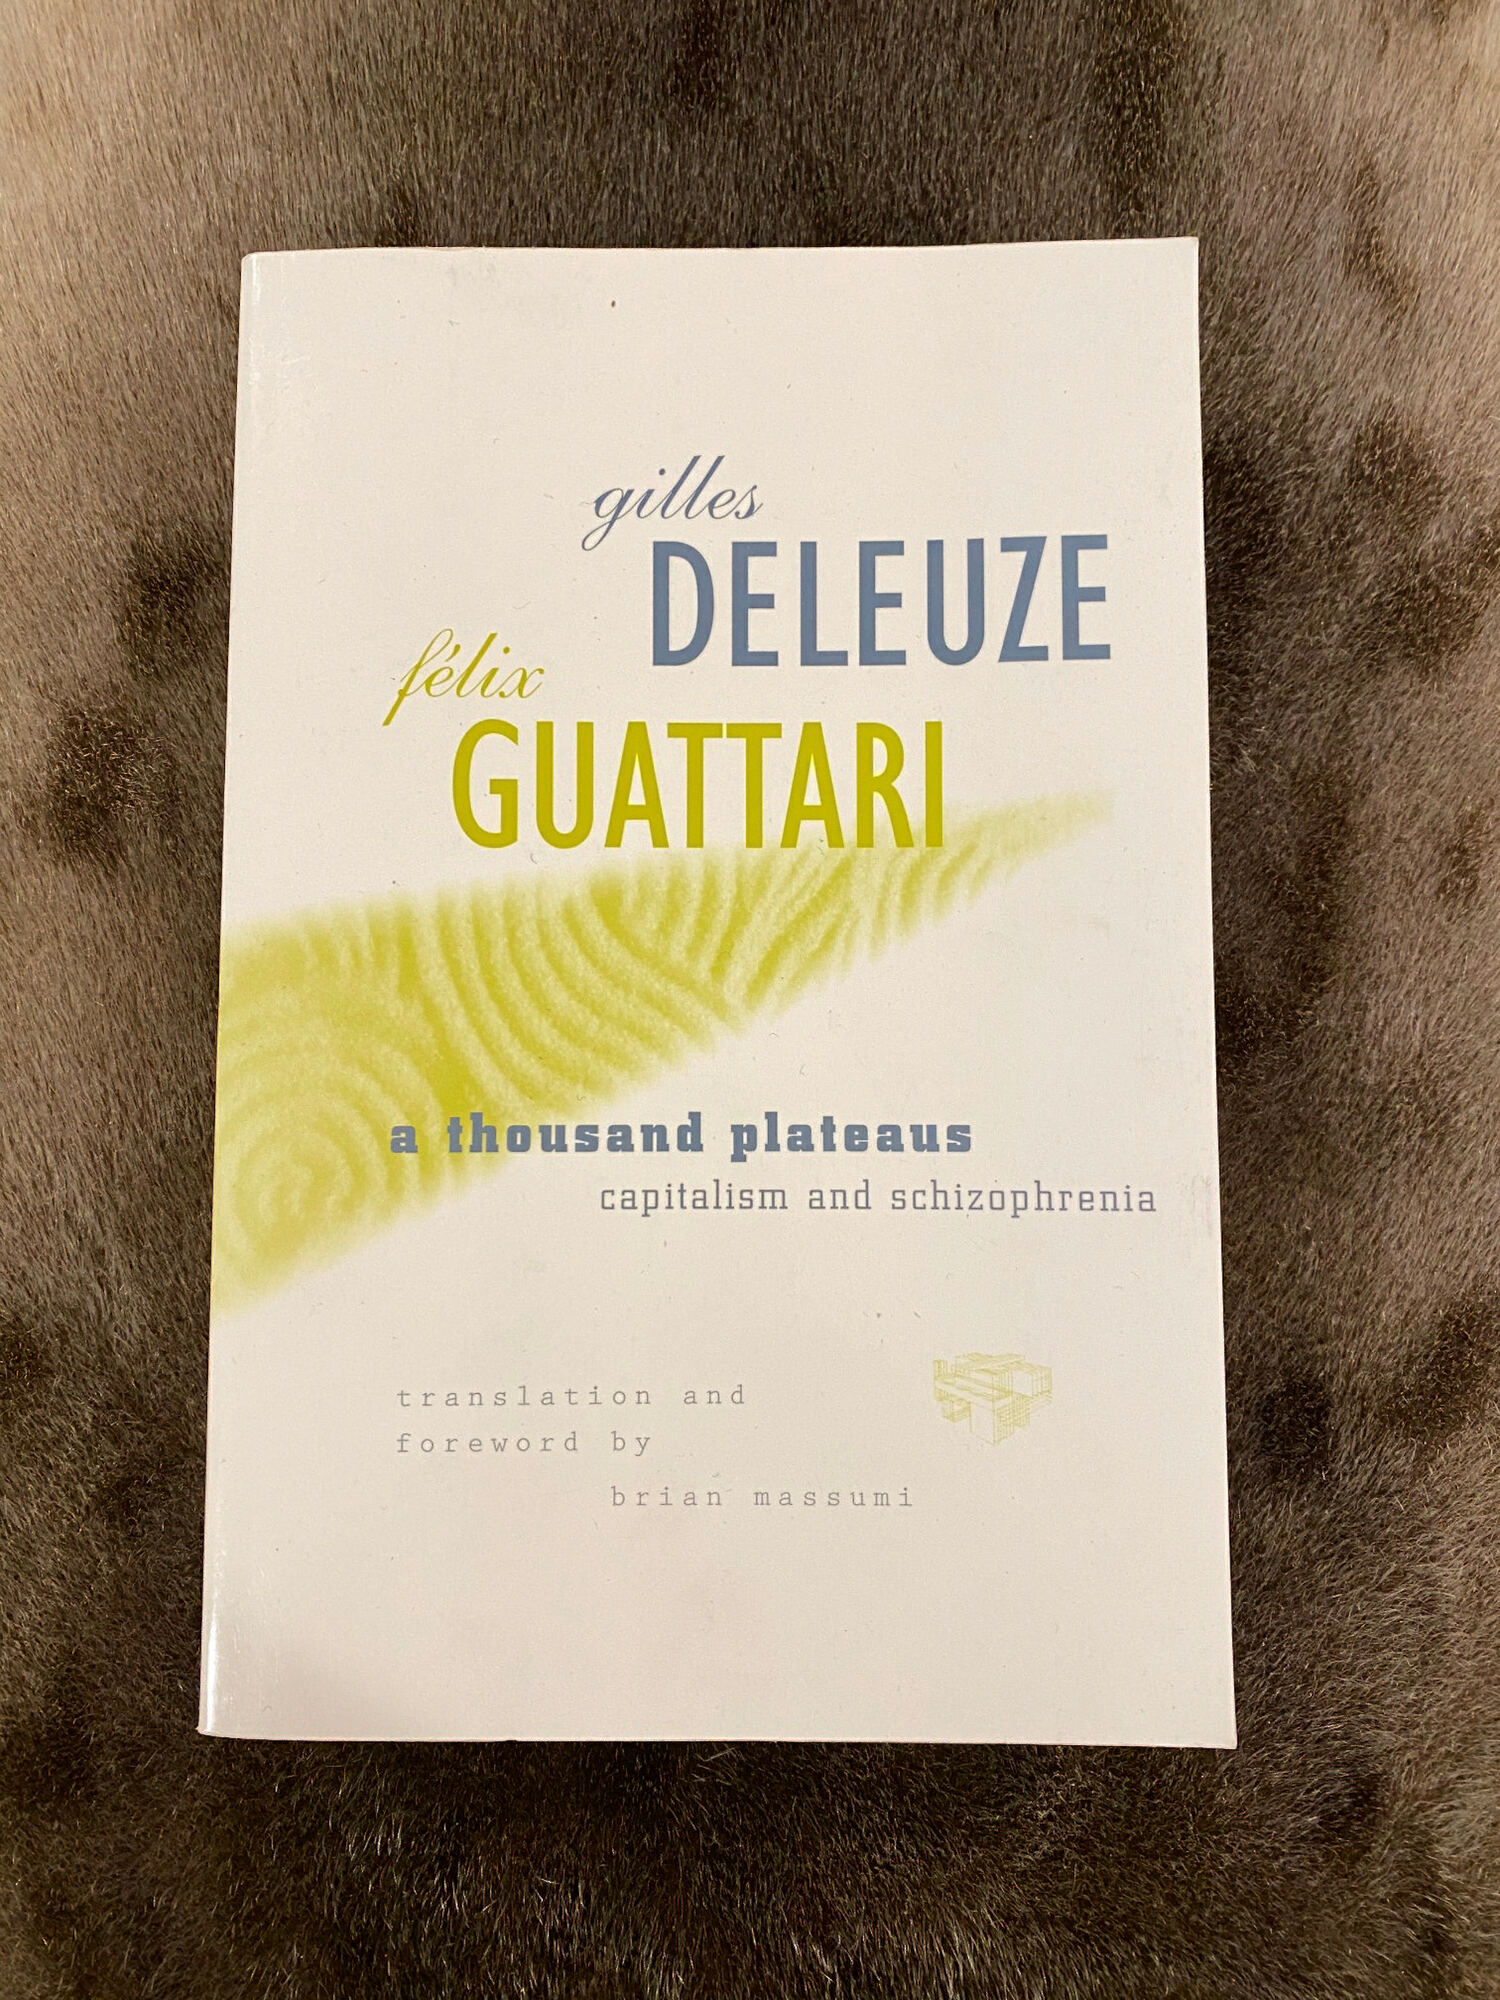 gilles
DELEUZE
félix
GUATTARI
a thousand plateaus
capitalism and schizophrenia
translation and
foreword by
brian massumi